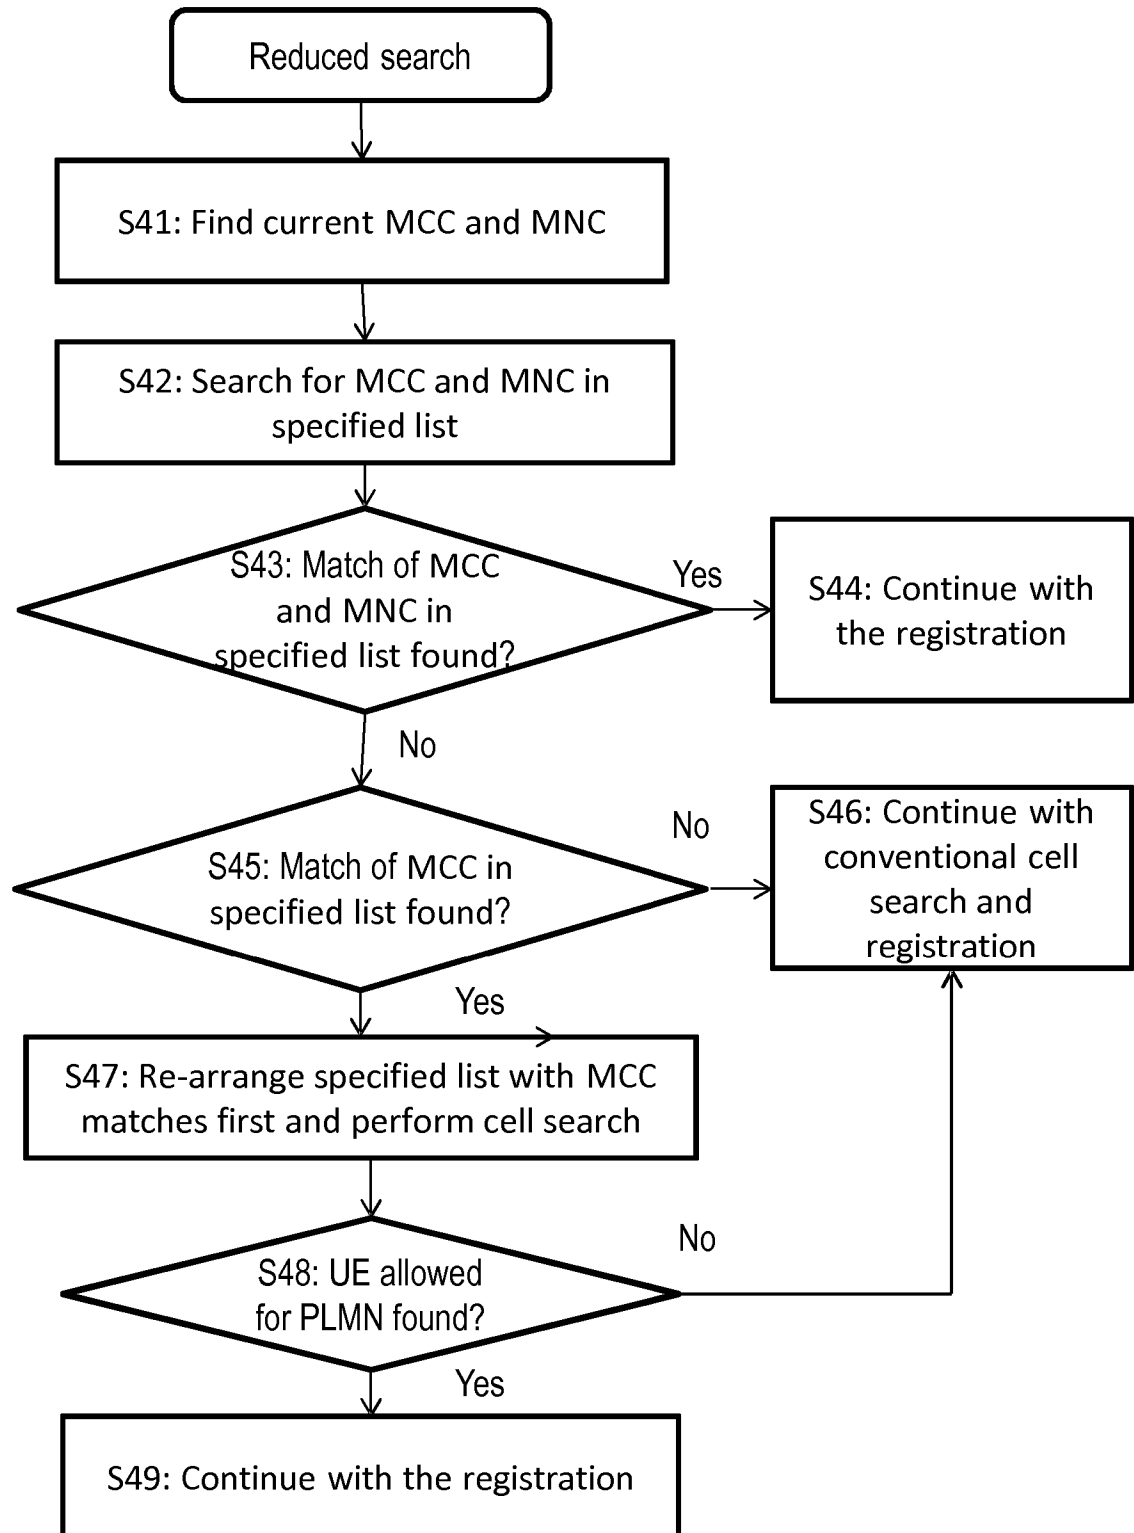 Reduced search
S41: Find current MCC and MNC
S42: Search for MCC and MNC in
specified list
S43: Match of MCC
and MNC in
specified list found?
Yes
S44: Continue with
the registration
No
S45: Match of MCC in
specified list found?
No
S46: Continue with
conventional cell
search and
registration
Yes
S47: Re-arrange specified list with MCC
matches first and perform cell search
S48: UE allowed
for PLMN found?
No
Yes
S49: Continue with the registration